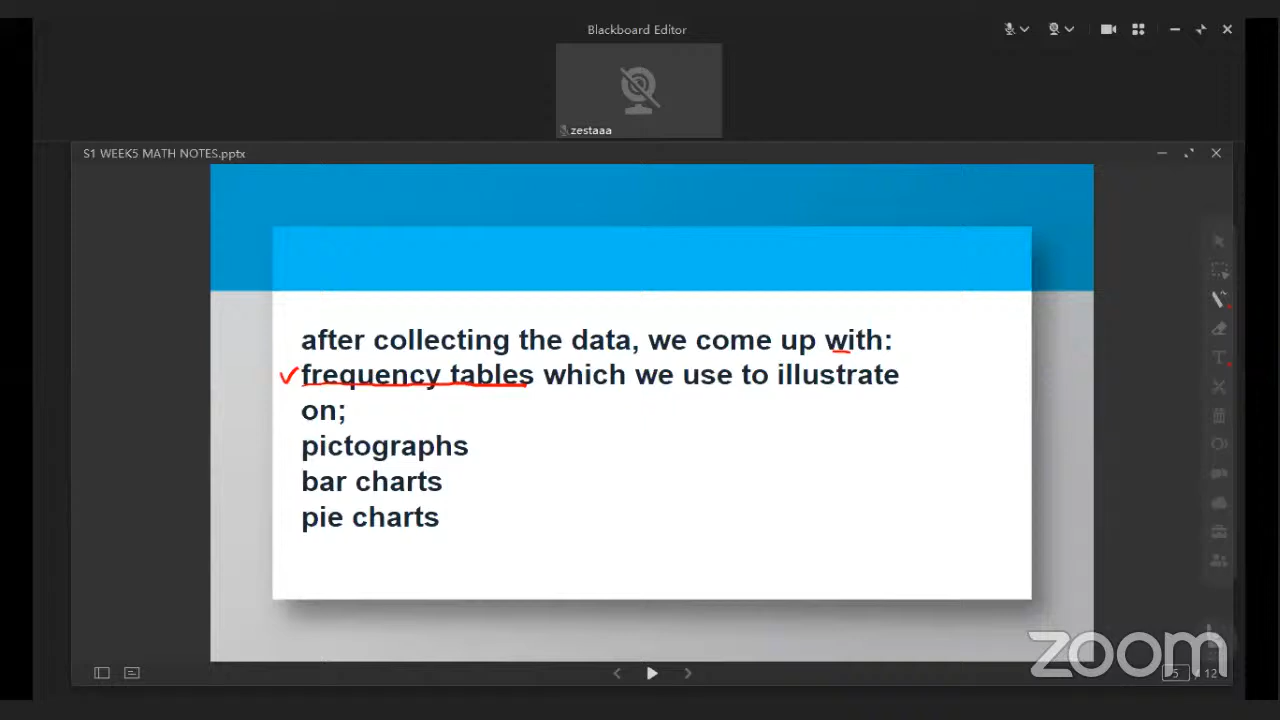 Blackboard Editor
zestaaa
S1 WEEK5 MATH NOTES.pptx
after collecting the data, we come up with:
frequency tables which we use to illustrate
on;
pictographs
bar charts
pie charts
zoom
5 / 12